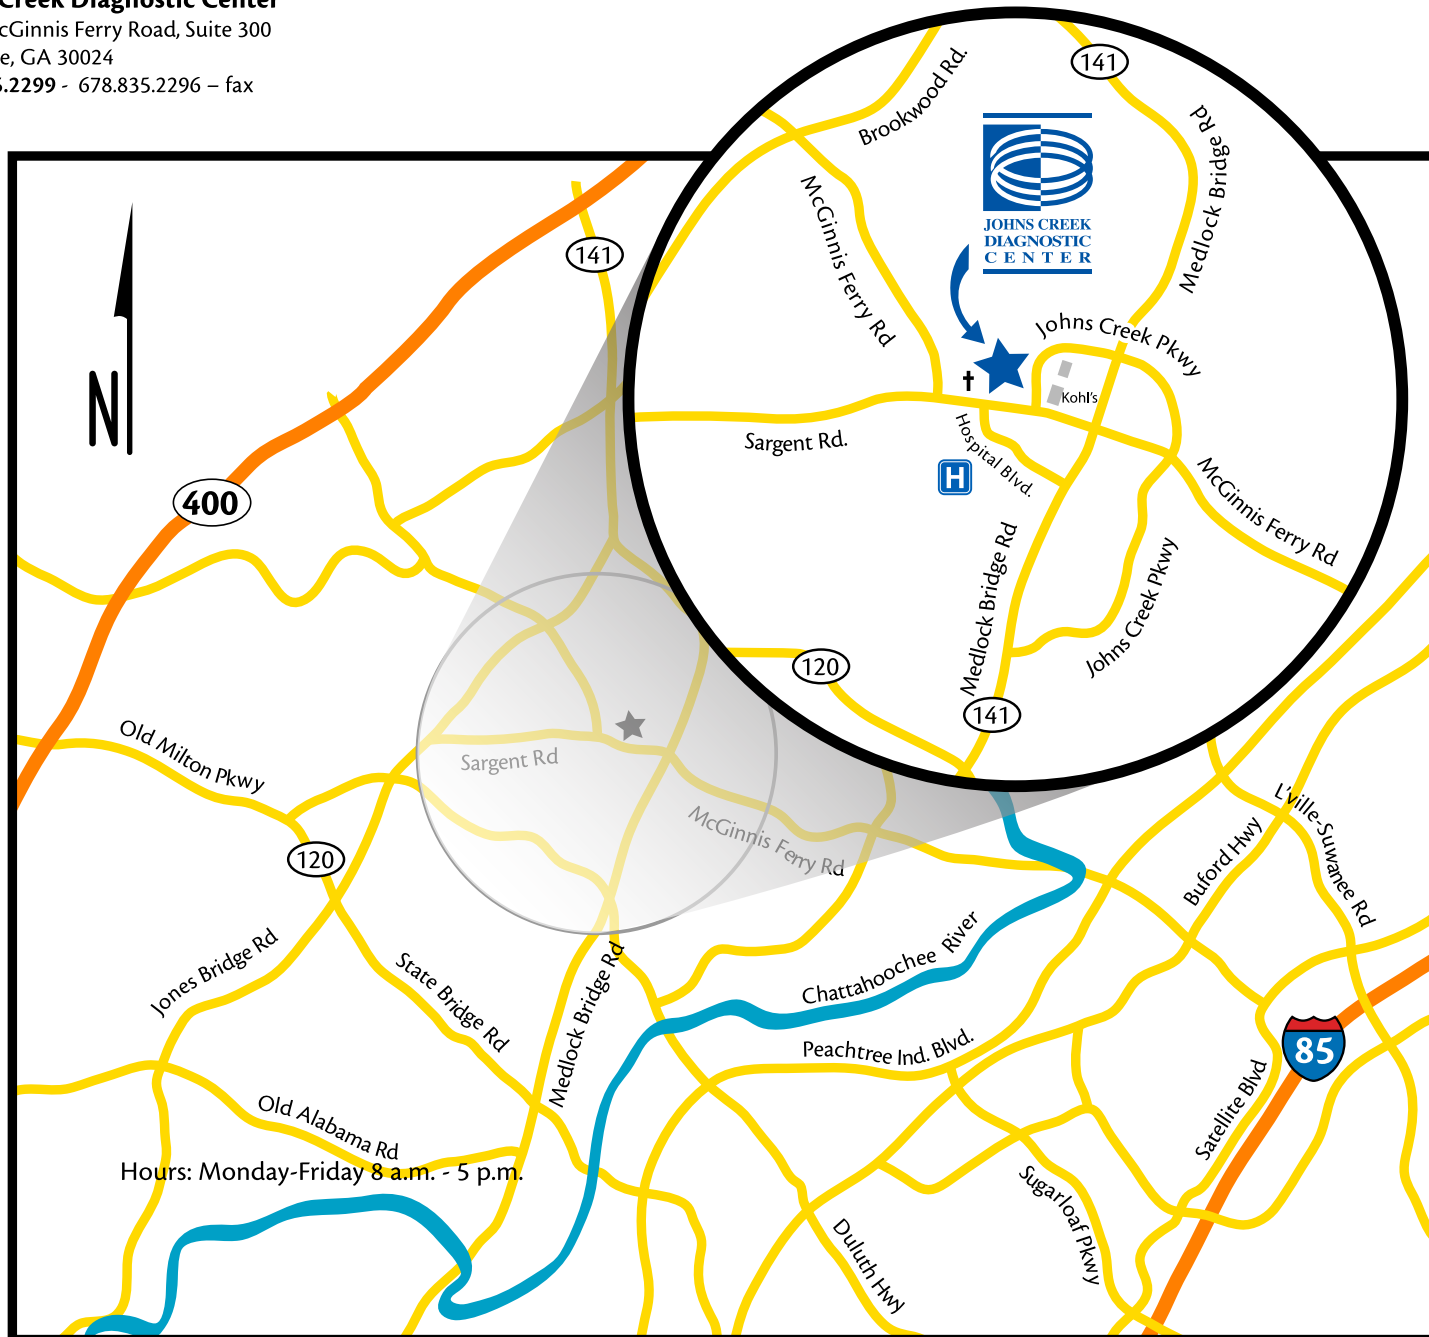 Creek Diagnostic Center
cGinnis Ferry Road, Suite 300
e, GA 30024
.2299 - 678.835.2296 – fax
141
Brookwood Rd.
Medlock Bridge Rd
McGinnis Ferry Rd
JOHNS CREEK
DIAGNOSTIC
CENTER
141
Johns Creek Pkwy
Kohl's
Sargent Rd.
Hospital Blvd.
H
N
400
McGinnis Ferry Rd
Medlock Bridge Rd
Johns Creek Pkwy
120
141
Old Milton Pkwy
Sargent Rd
McGinnis Ferry Rd
L'ville-Suwanee Rd
Buford Hwy
120
Jones Bridge Rd
State Bridge Rd
Medlock Bridge Rd
Chattahoochee River
Peachtree Ind. Blvd.
85
Satellite Blvd
Old Alabama Rd
Hours: Monday-Friday 8 a.m. - 5 p.m.
Sugarloaf Pkwy
Duluth Hwy